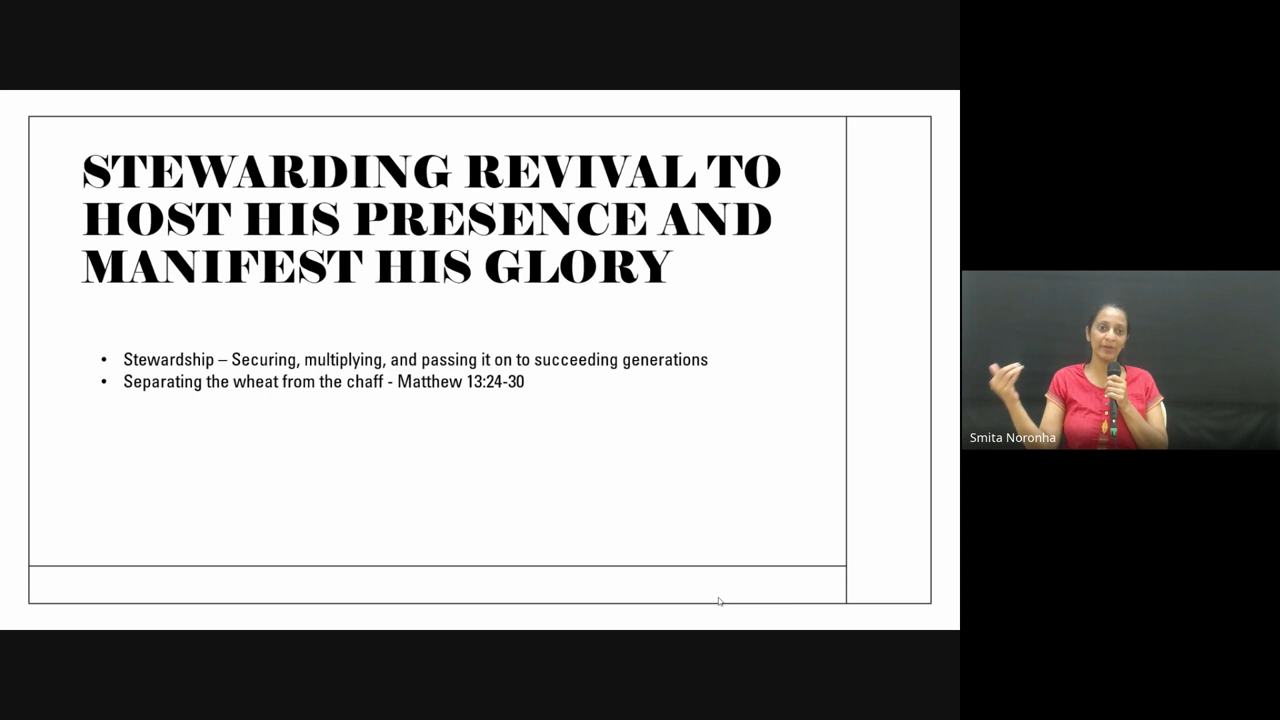 STEWARDING REVIVAL TO
HOST HIS PRESENCE AND
MANIFEST HIS GLORY
• Stewardship – Securing, multiplying, and passing it on to succeeding generations
• Separating the wheat from the chaff - Matthew 13:24-30
Smita Noronha